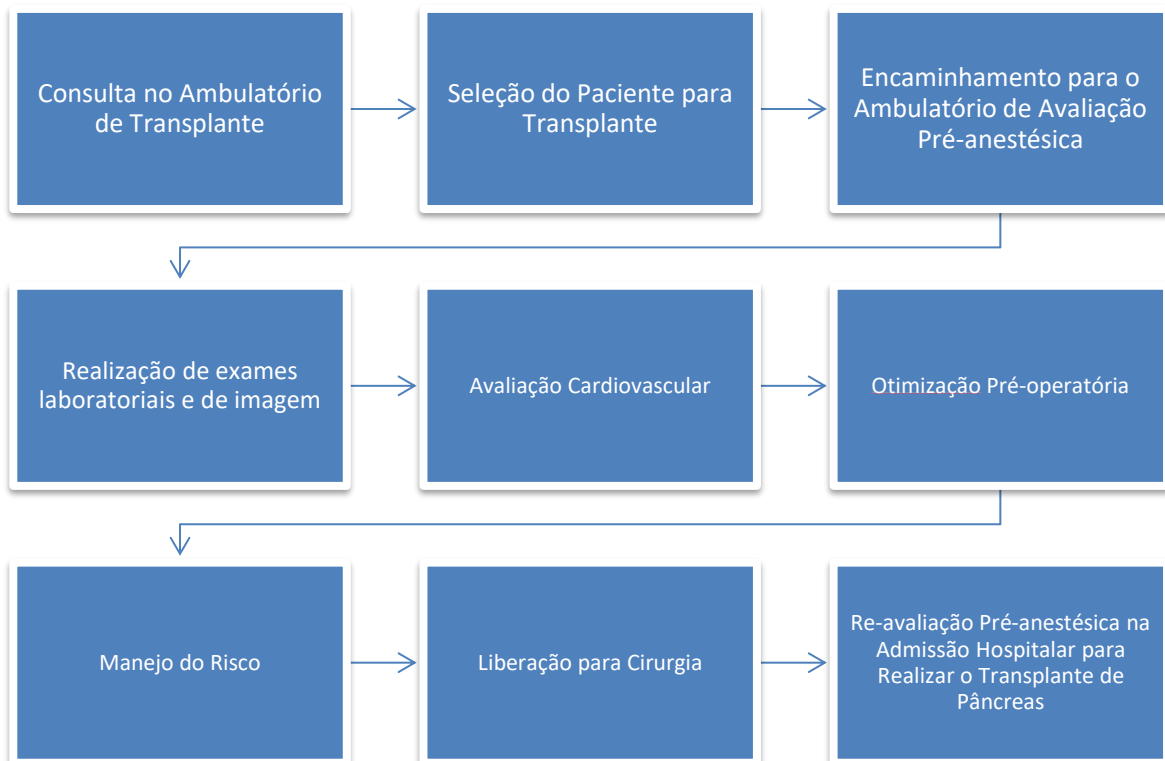 Consulta no Ambulatório
de Transplante
Seleção do Paciente para
Transplante
Encaminhamento para o
Ambulatório de Avaliação
Pré-anestésica
Realização de exames
laboratoriais e de imagem
Avaliação Cardiovascular
Otimização Pré-operatória
Manejo do Risco
Liberação para Cirurgia
Re-avaliação Pré-anestésica na
Admissão Hospitalar para
Realizar o Transplante de
Pâncreas